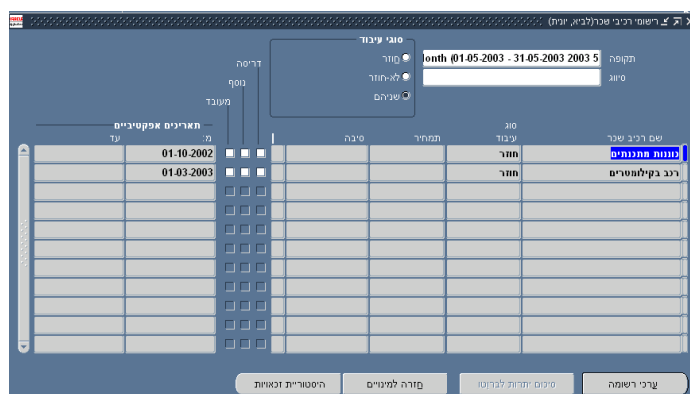 רישומי רכיבי שכר(לביא, יונית)
סוגי עיבוד
תקופה lonth (01-05-2003 - 31-05-2003 2003 5
חוזר
סיווג
לא-חוזר
שניהם
דריסה
נוסף
מעובד
תאריכים אפקטיביים
סוג
שם רכיב שכר עיבוד תמחיר סיבה מ: עד
כוננות מתכנתים חוזר 01-10-2002
רכב בקילומטרים חוזר 01-03-2003
ערכי רשומה סיכום יתרות לברוטו חזרה למינויים היסטוריית זכאויות